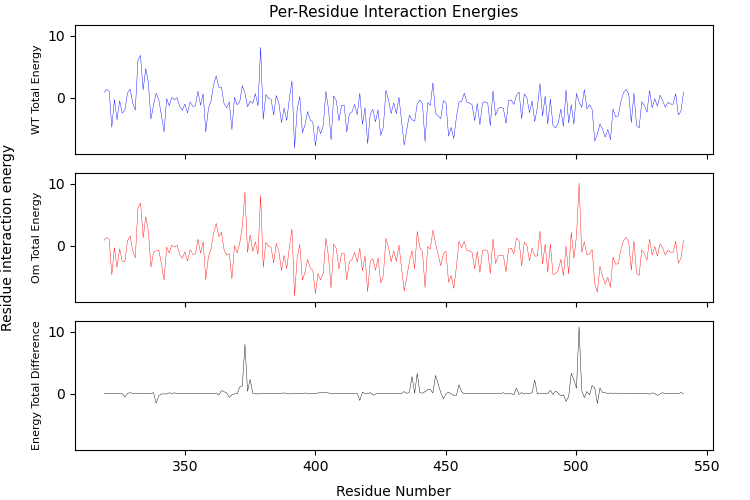 Per-Residue Interaction Energies
Residue interaction energy
WT Total Energy
10
0
Om Total Energy
10
0
Energy Total Difference
10
0
350
400
450
500
550
Residue Number